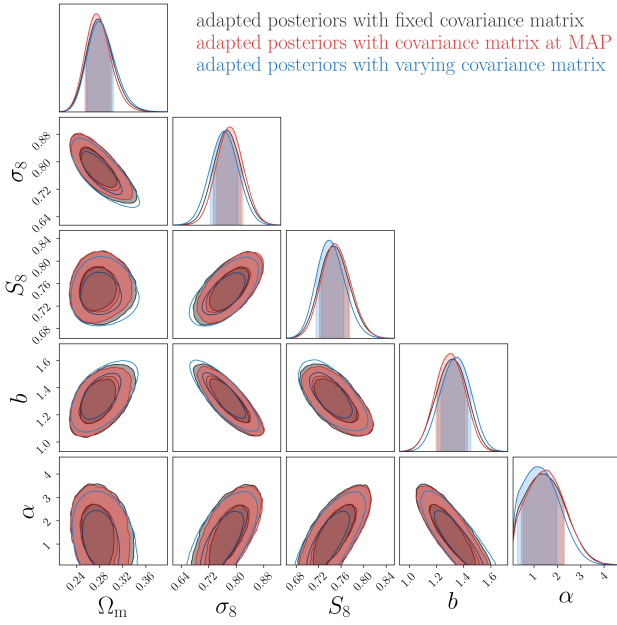 adapted posteriors with fixed covariance matrix
adapted posteriors with covariance matrix at MAP
adapted posteriors with varying covariance matrix
0.88
0.80
0.72
0.64
σ8
0.84
0.80
0.76
0.72
0.68
S8
1.6
1.4
1.2
1.0
b
4
3
2
1
α
0.24 0.28 0.32 0.36
0.64 0.72 0.80 0.88
0.68 0.72 0.76 0.80 0.84
1.0 1.2 1.4 1.6
1 2 3 4
Ωm σ8 S8 b α